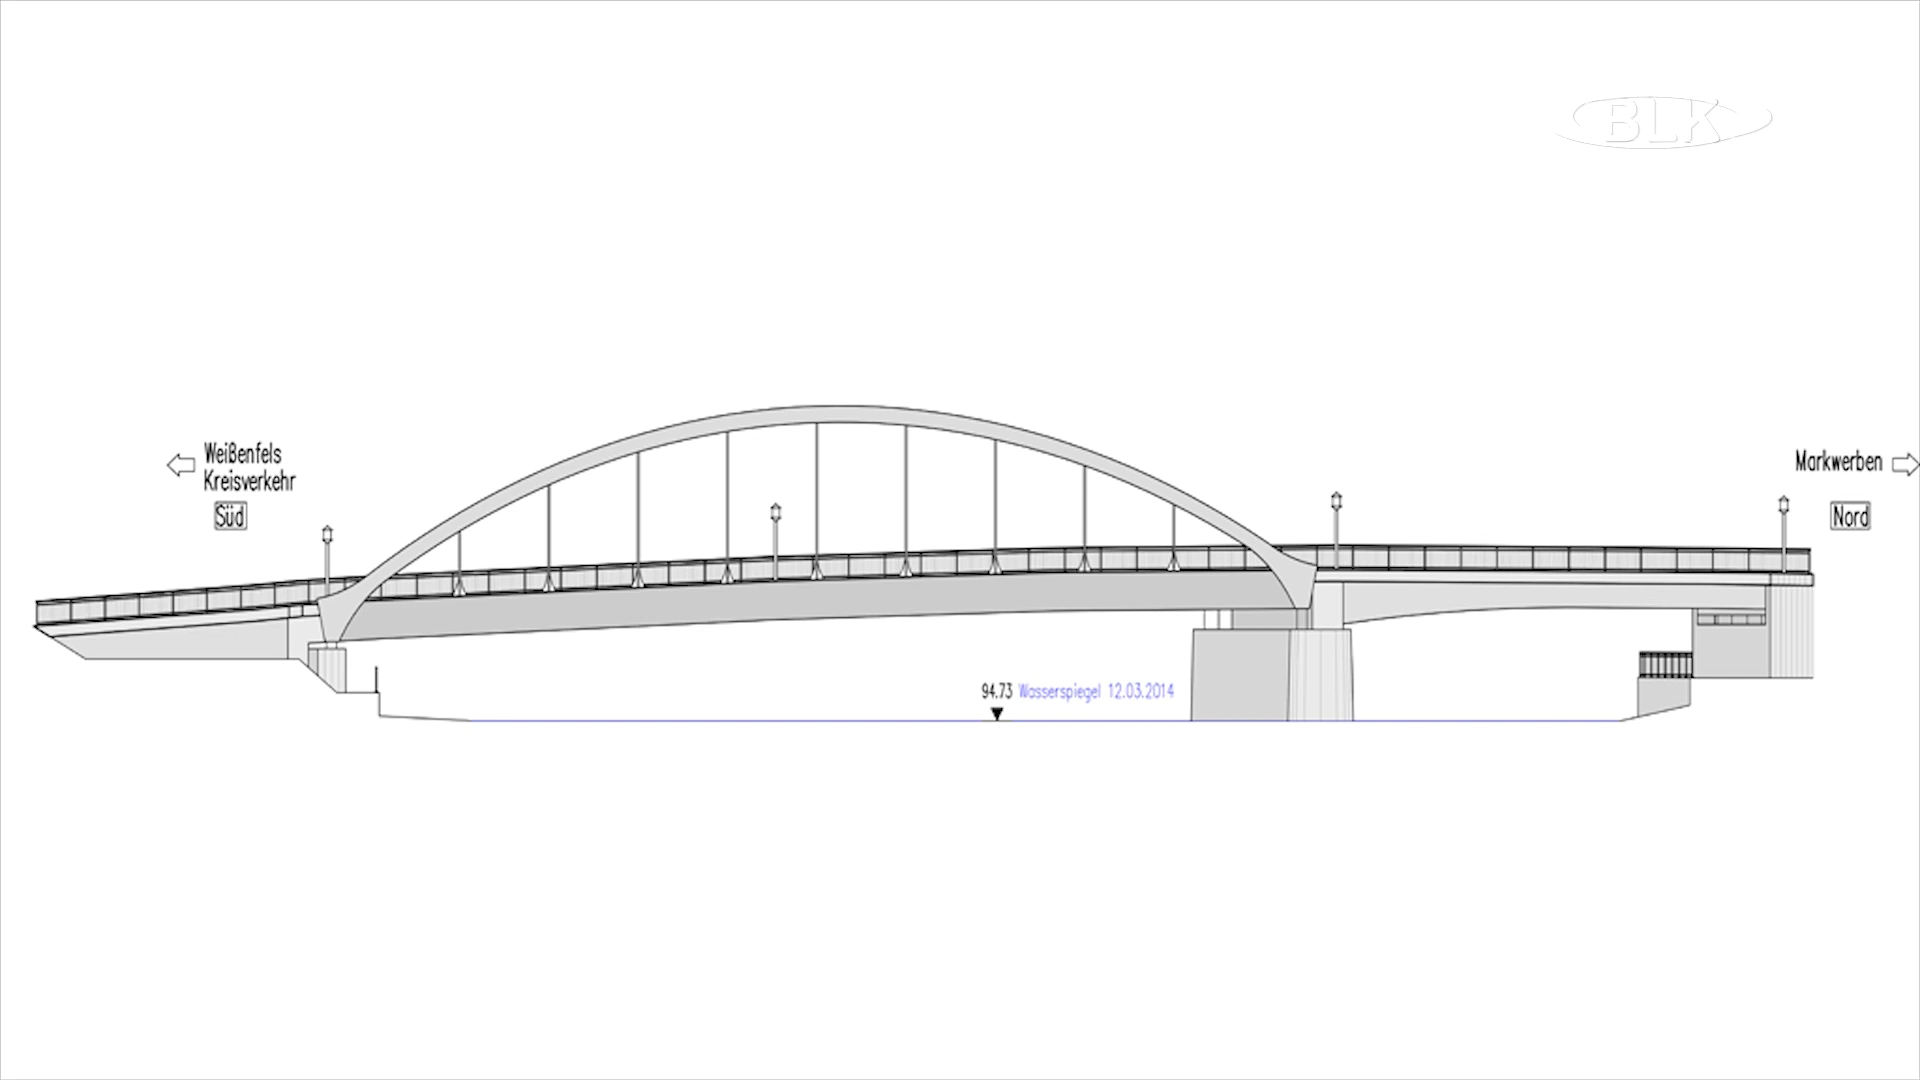 BLK
Weißenfels
Kreisverkehr
Süd
Markwerben
Nord
94.73 Wasserspiegel 12.03.2014